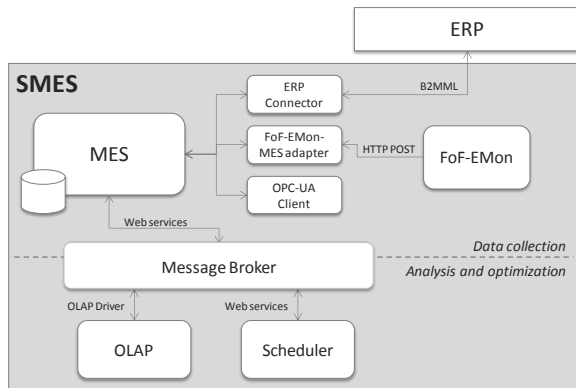 ERP
SMES
ERP
Connector
B2MML
MES
FoF-EMon-
MES adapter
HTTP POST
FoF-EMon
OPC-UA
Client
Web services
Data collection
Message Broker
Analysis and optimization
OLAP Driver
Web services
OLAP
Scheduler